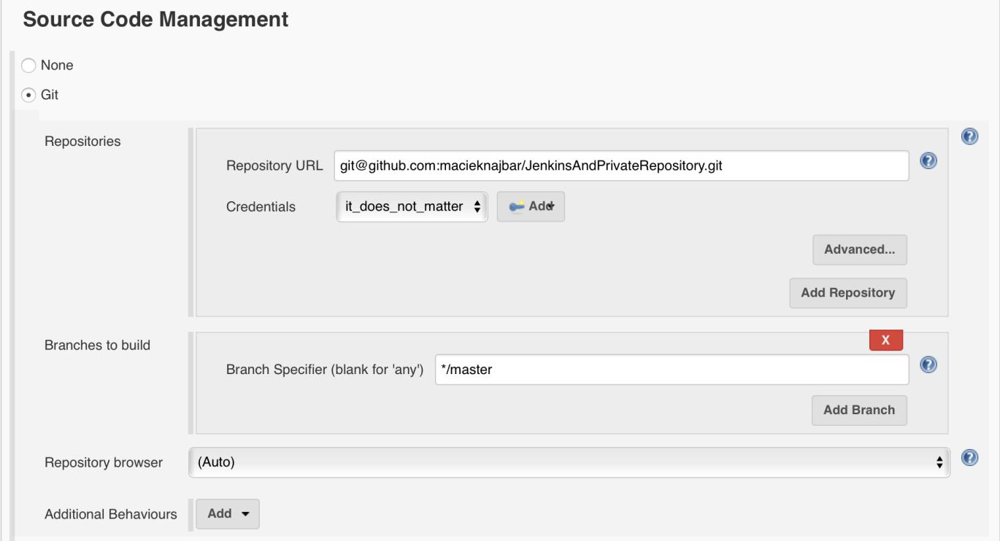 Source Code Management
None
Git
Repositories
Repository URL git@github.com:macieknajbar/JenkinsAndPrivateRepository.git
Credentials it_does_not_matter Add
Advanced...
Add Repository
Branches to build
X
Branch Specifier (blank for 'any') */master
Add Branch
Repository browser (Auto)
Additional Behaviours Add